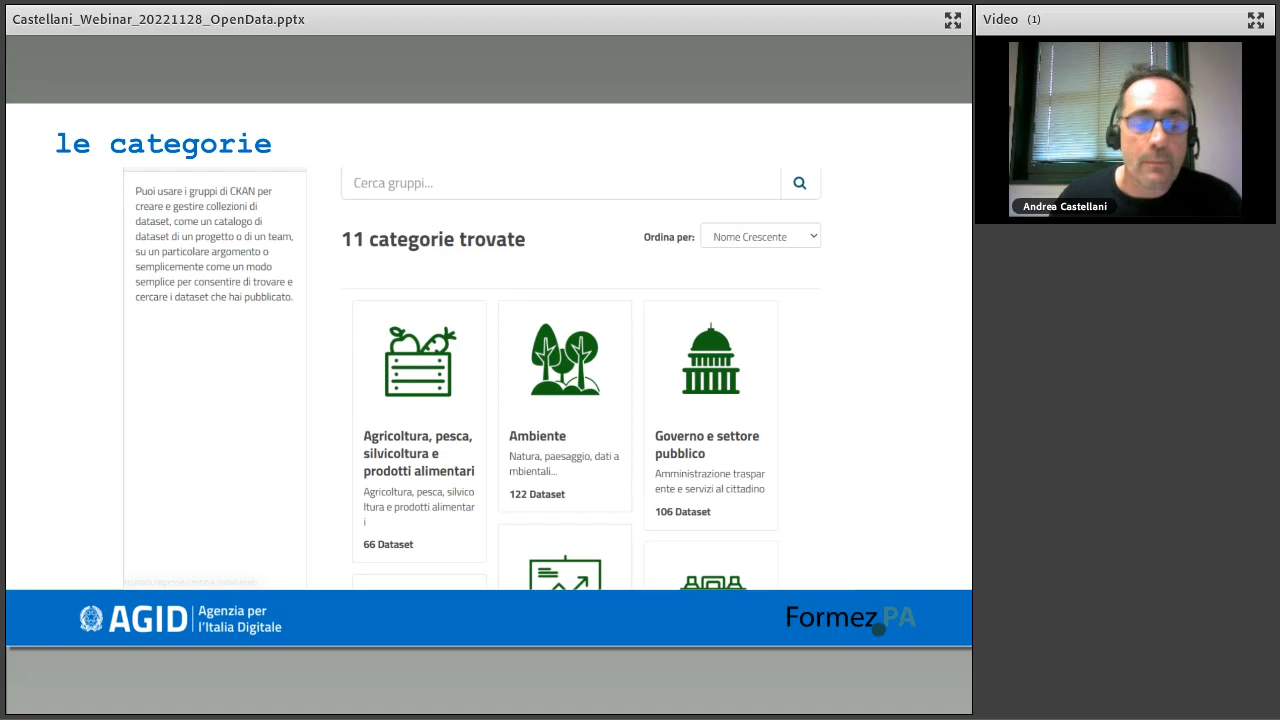 Castellani_Webinar_20221128_OpenData.pptx
Video (1)
Andrea Castellani
le categorie
Puoi usare i gruppi di CKAN per
creare e gestire collezioni di
dataset, come un catalogo di
dataset di un progetto o di un team,
su un particolare argomento o
semplicemente come un modo
semplice per consentire di trovare e
cercare i dataset che hai pubblicato.
Cerca gruppi...
11 categorie trovate
Ordina per:
Nome Crescente
Agricoltura, pesca,
silvicoltura e
prodotti alimentari
Agricoltura, pesca, silvico
ltura e prodotti alimentar
i
66 Dataset
Ambiente
Natura, paesaggio, dati a
mbientali...
122 Dataset
Governo e settore
pubblico
Amministrazione traspar
ente e servizi al cittadino
106 Dataset
AGID
Agenzia per
l'Italia Digitale
Formez PA